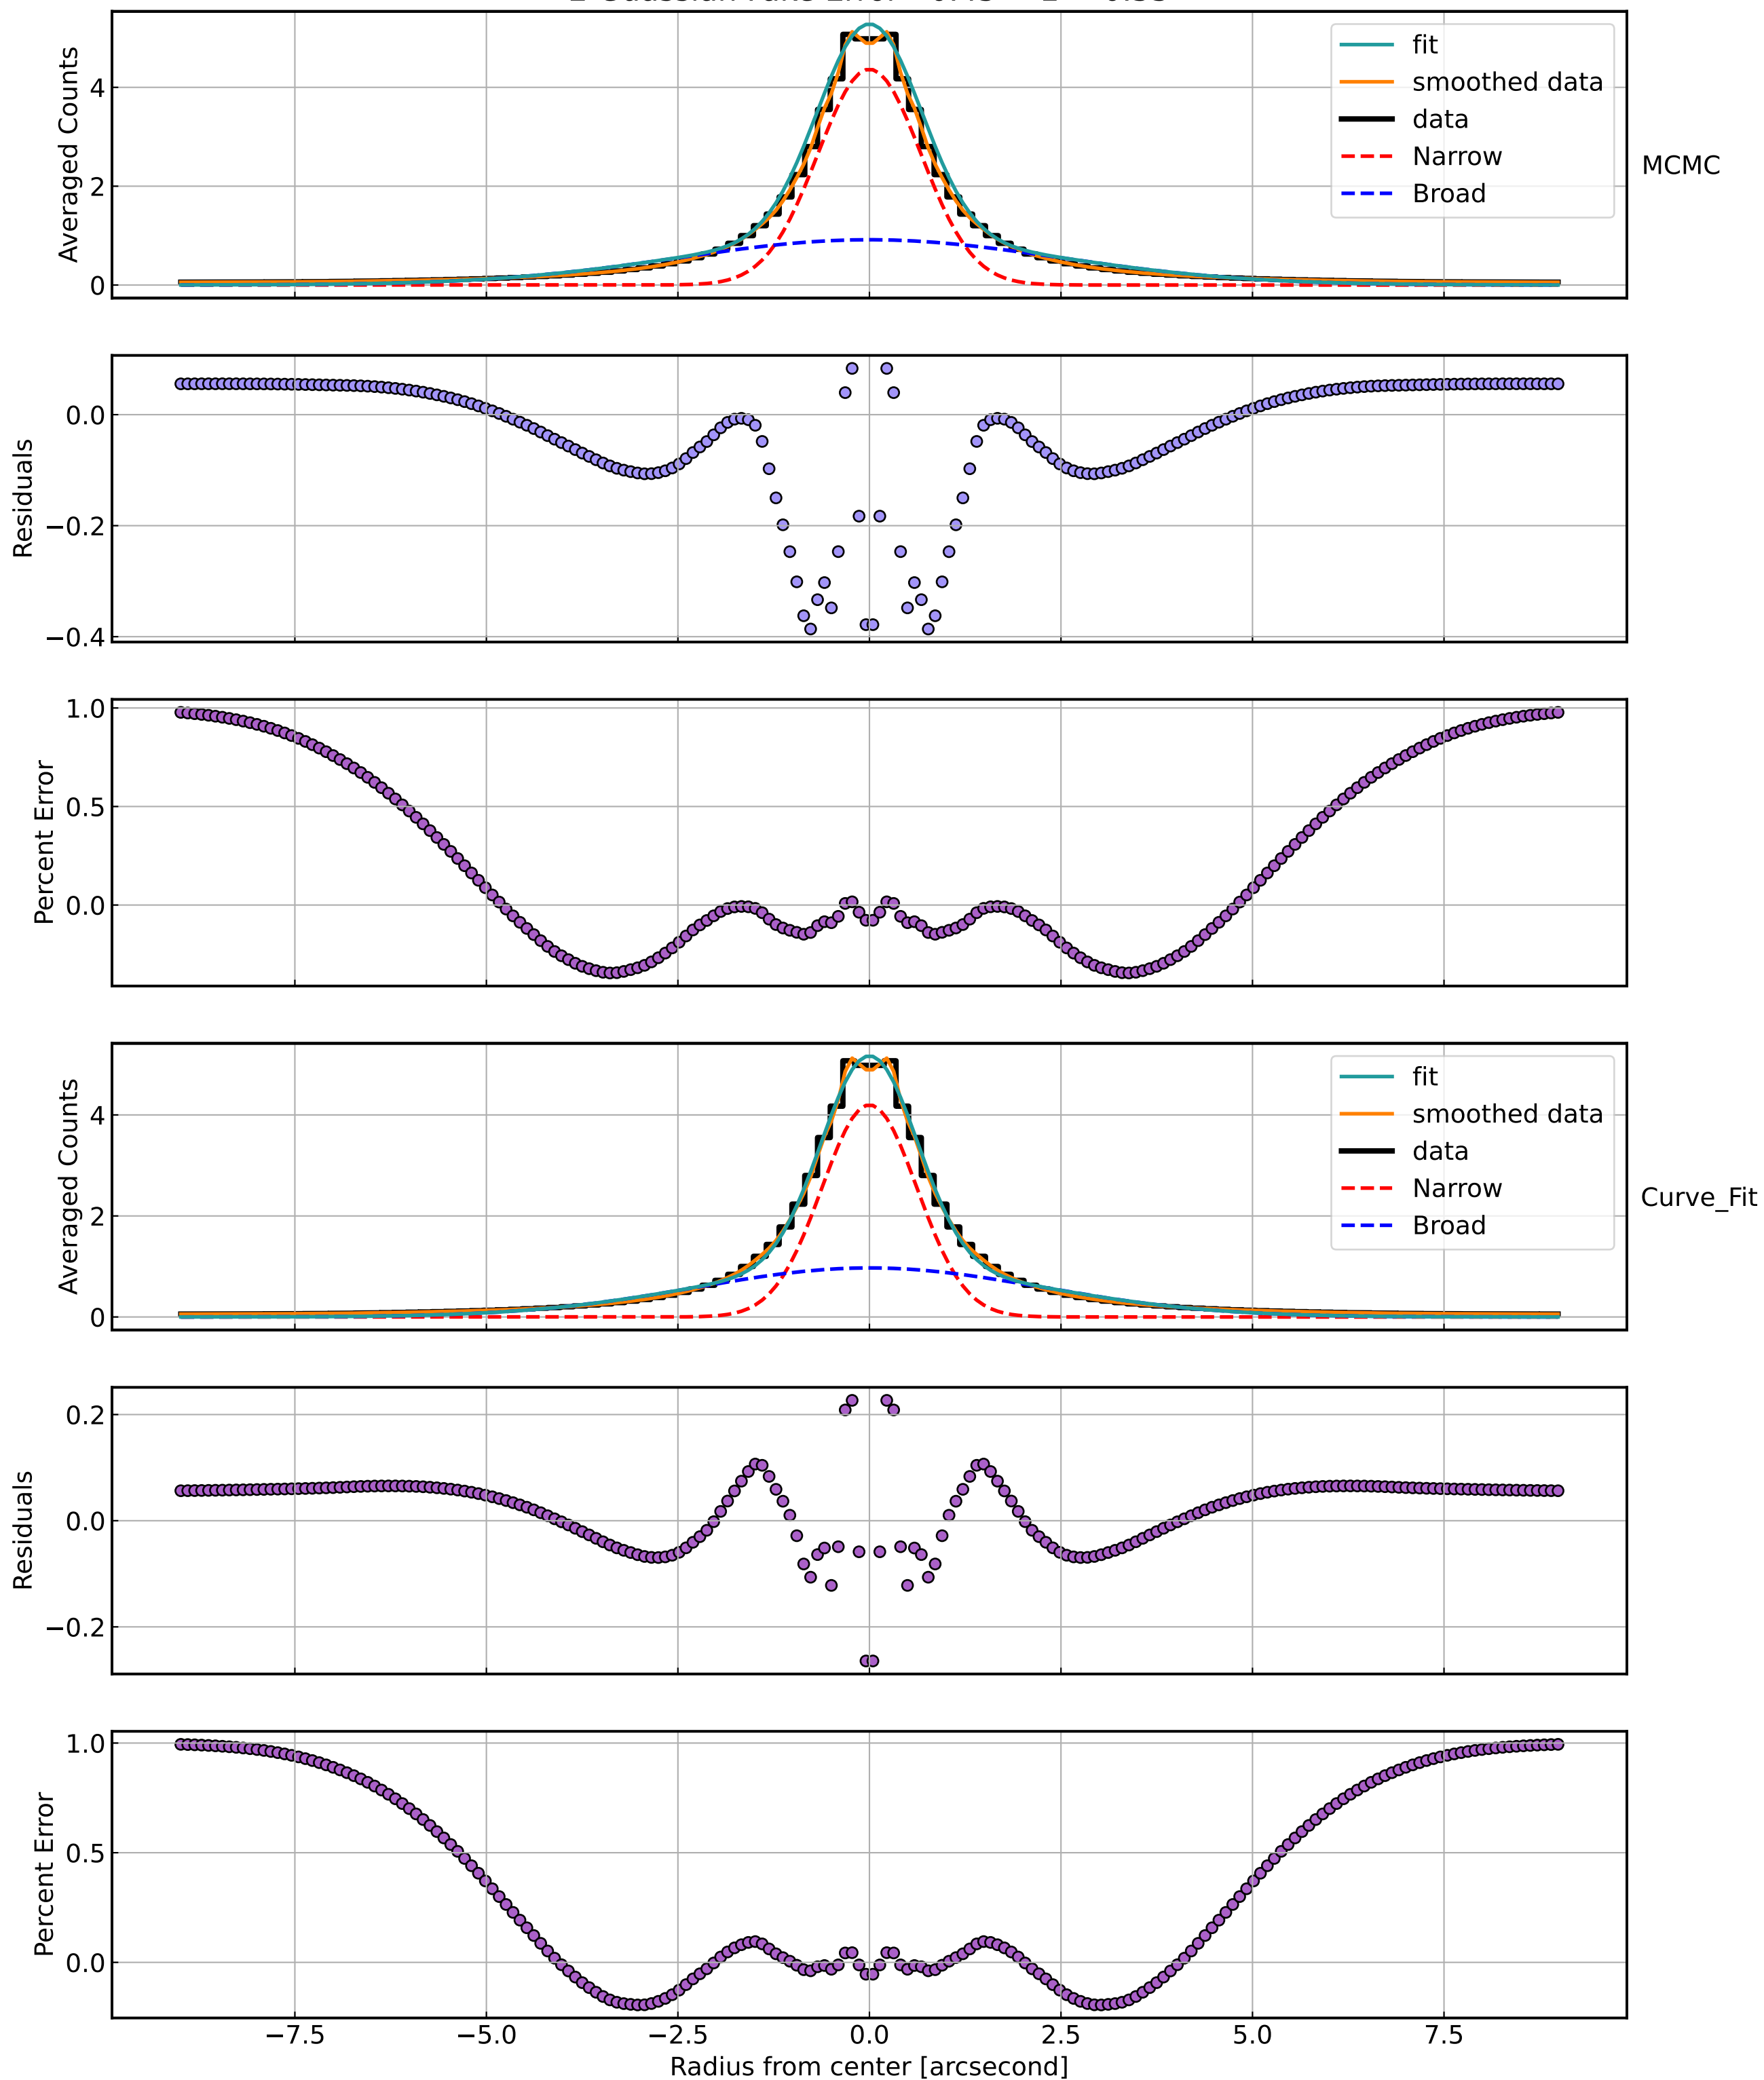 4
2
0
Averaged Counts
fit
smoothed data
data
Narrow
Broad
MCMC
0.0
−0.2
−0.4
Residuals
1.0
0.5
0.0
Percent Error
4
2
0
Averaged Counts
fit
smoothed data
data
Narrow
Broad
Curve_Fit
0.2
0.0
−0.2
Residuals
1.0
0.5
0.0
Percent Error
−7.5 −5.0 −2.5 0.0 2.5 5.0 7.5
Radius from center [arcsecond]